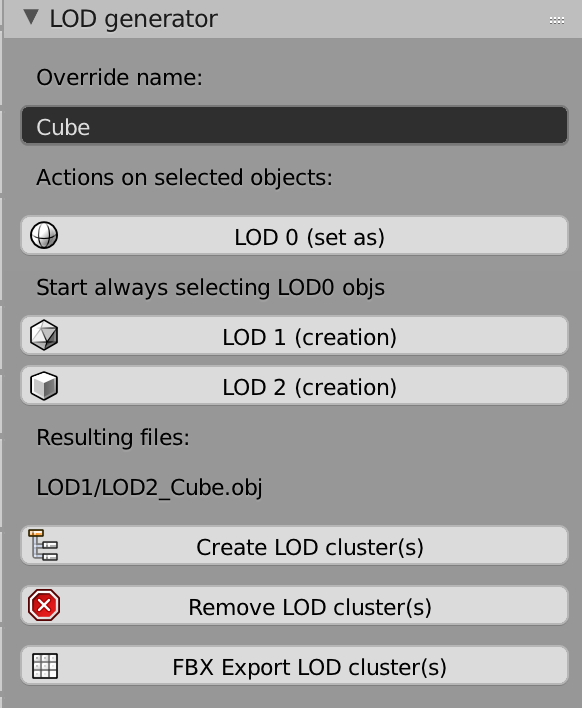 LOD generator
Override name:
Cube
Actions on selected objects:
LOD 0 (set as)
Start always selecting LOD0 objs
LOD 1 (creation)
LOD 2 (creation)
Resulting files:
LOD1/LOD2_Cube.obj
Create LOD cluster(s)
Remove LOD cluster(s)
FBX Export LOD cluster(s)